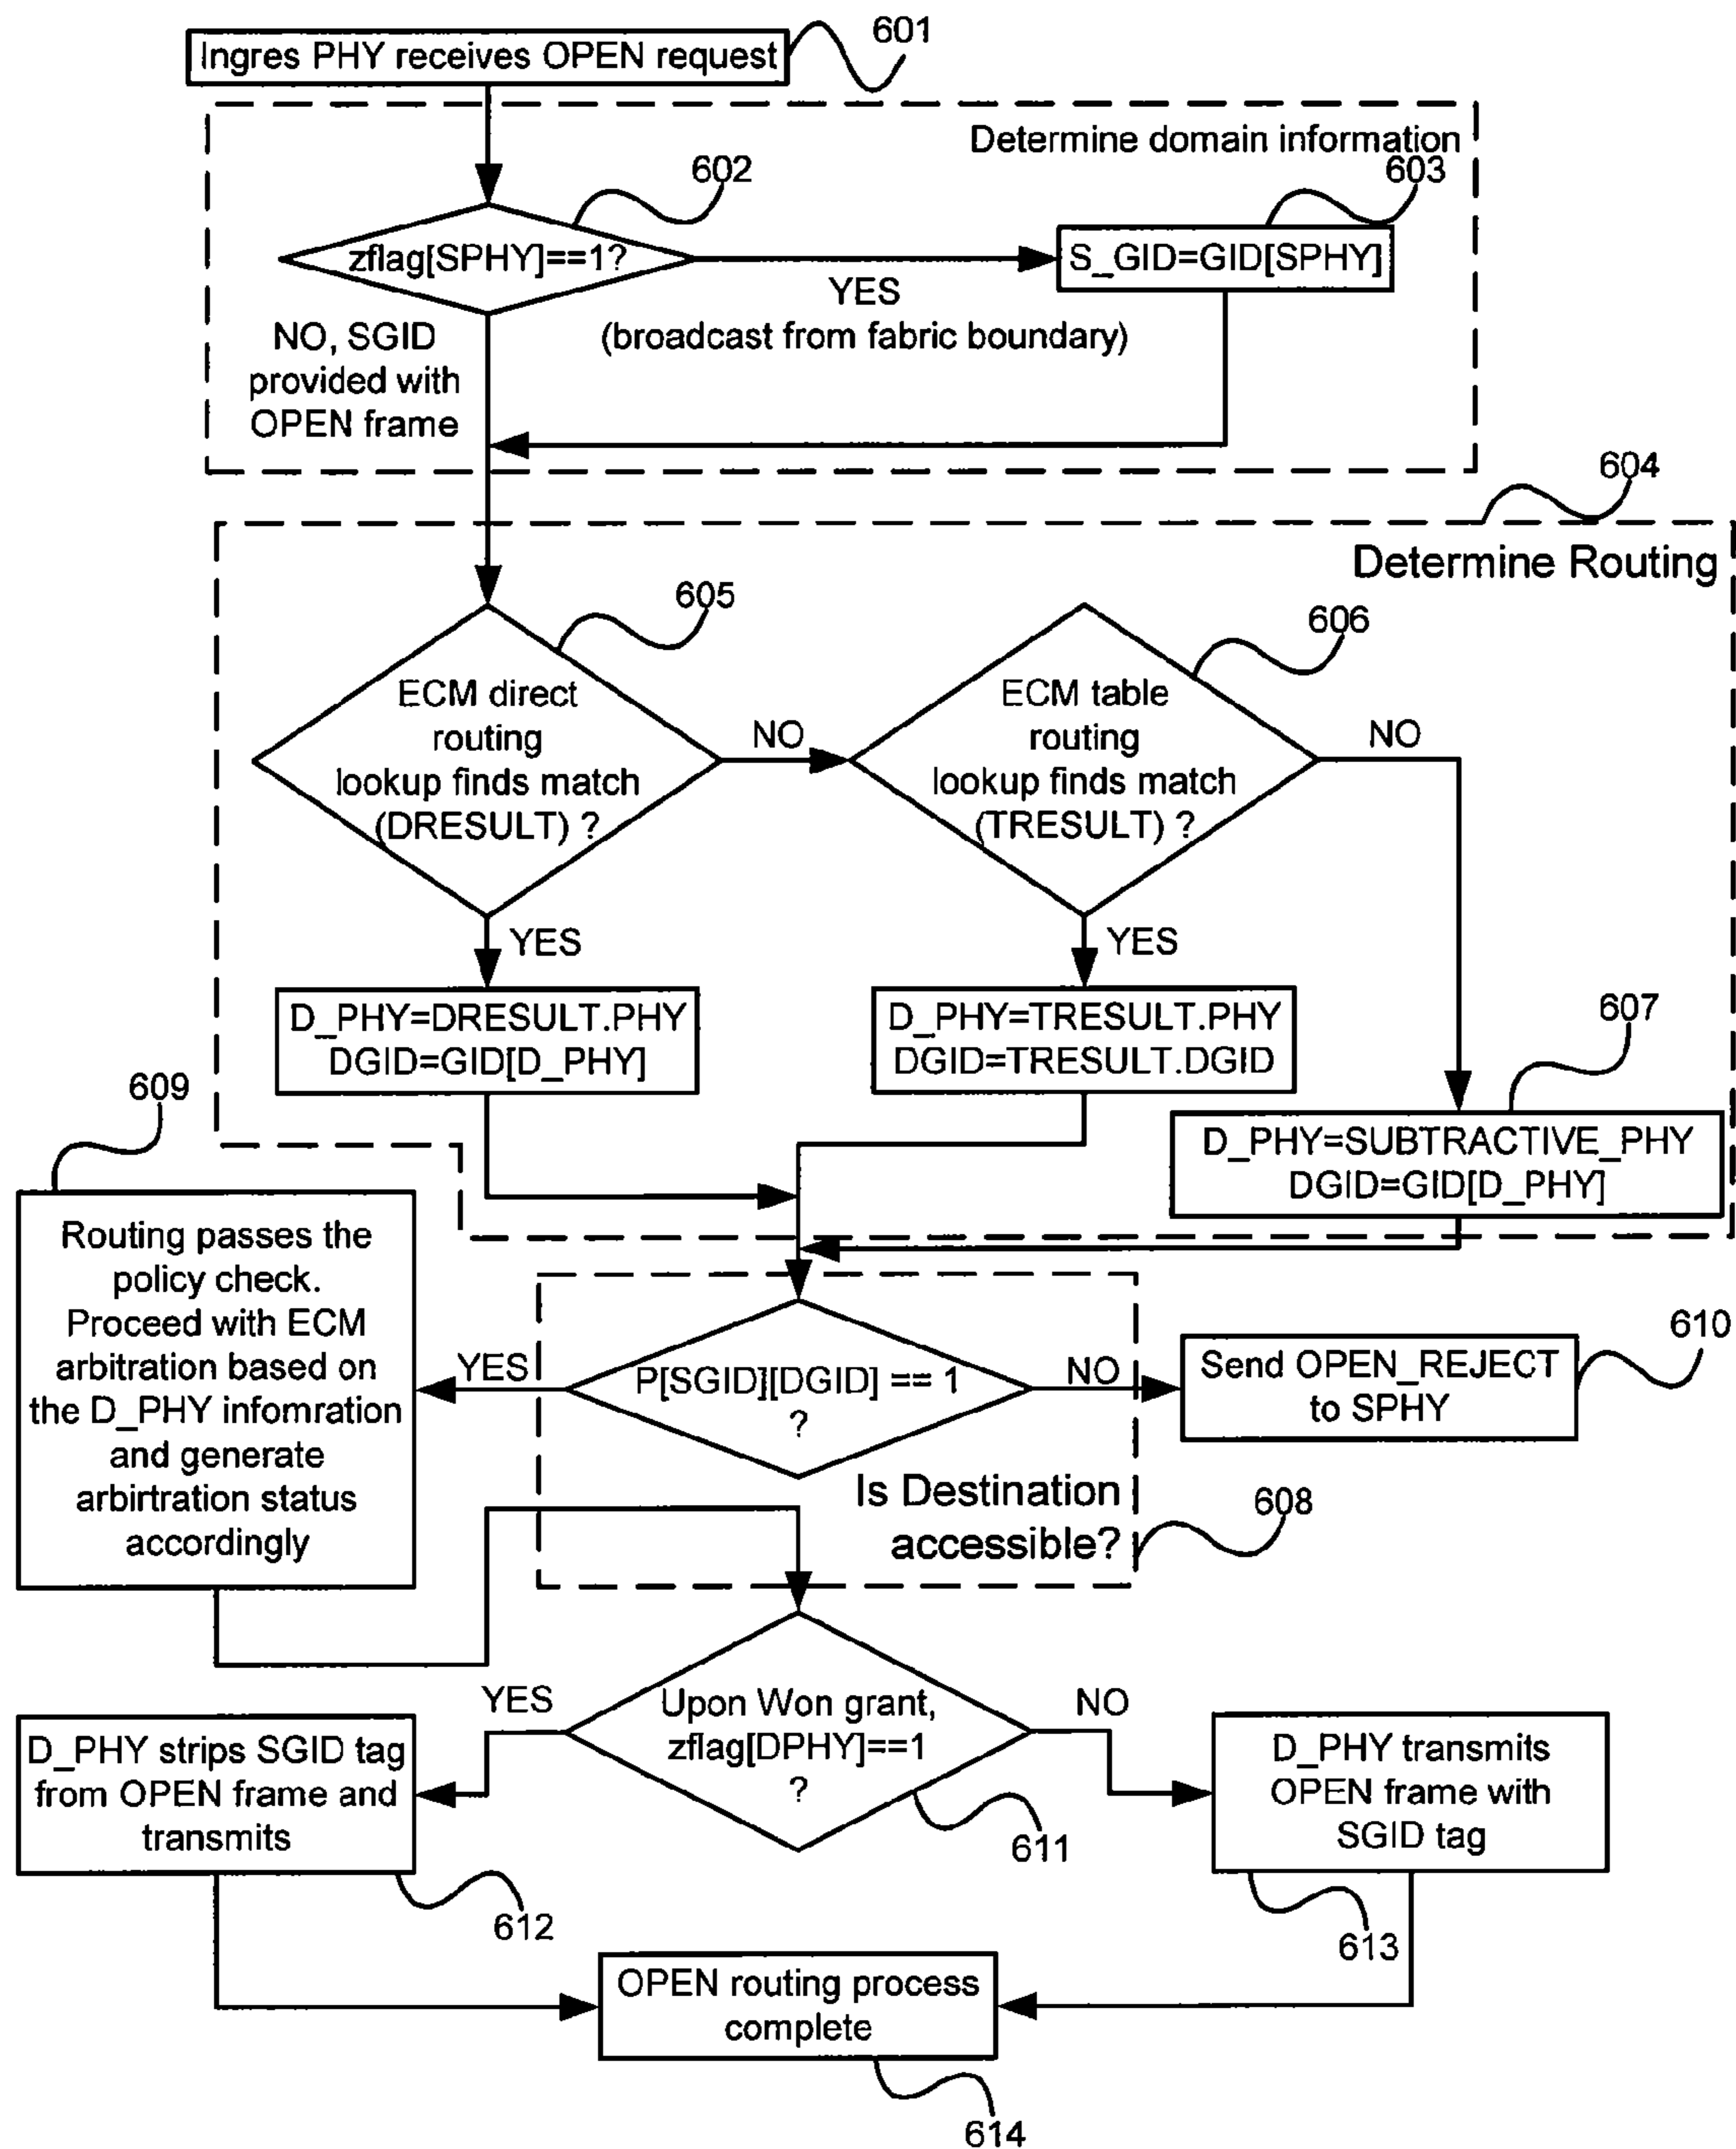 601
Ingres PHY receives OPEN request
Determine domain information
602
603
zflag[SPHY]==1?
S_GID=GID[SPHY]
YES
(broadcast from fabric boundary)
NO, SGID
provided with
OPEN frame
604
Determine Routing
605
606
ECM direct
routing
lookup finds match
(DRESULT) ?
NO
ECM table
routing
lookup finds match
(TRESULT) ?
NO
YES
YES
D_PHY=DRESULT.PHY
DGID=GID[D_PHY]
D_PHY=TRESULT.PHY
DGID=TRESULT.DGID
607
D_PHY=SUBTRACTIVE_PHY
DGID=GID[D_PHY]
609
Routing passes the
policy check.
Proceed with ECM
arbitration based on
the D_PHY infomration
and generate
arbirtration status
accordingly
YES
P[SGID][DGID] == 1
?
NO
610
Send OPEN_REJECT
to SPHY
Is Destination
accessible?
608
YES
Upon Won grant,
zflag[DPHY]==1
?
NO
611
D_PHY strips SGID tag
from OPEN frame and
transmits
612
D_PHY transmits
OPEN frame with
SGID tag
613
OPEN routing process
complete
614